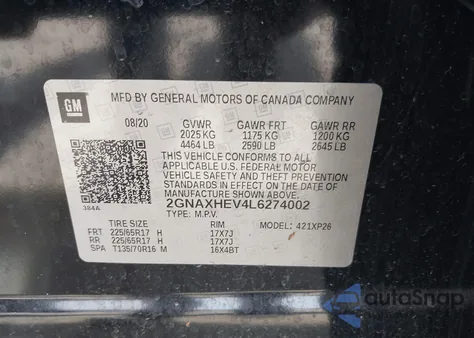 GM
MFD BY GENERAL MOTORS OF CANADA COMPANY
08/20 GVWR GAWR FRT GAWR RR
2025 KG 1175 KG 1200 KG
4464 LB 2590 LB 2645 LB
THIS VEHICLE CONFORMS TO ALL
APPLICABLE U.S. FEDERAL MOTOR
VEHICLE SAFETY AND THEFT PREVENTION
STANDARDS IN EFFECT ON THE DATE OF
MANUFACTURE SHOWN ABOVE.
384A 2GNAXHEV4L6274002
TYPE: M.P.V. MODEL: 421XP26
TIRE SIZE RIM
FRT 225/65R17 H 17X7J
RR 225/65R17 H 17X7J
SPA T135/70R16 M 16X4BT
autoSnap